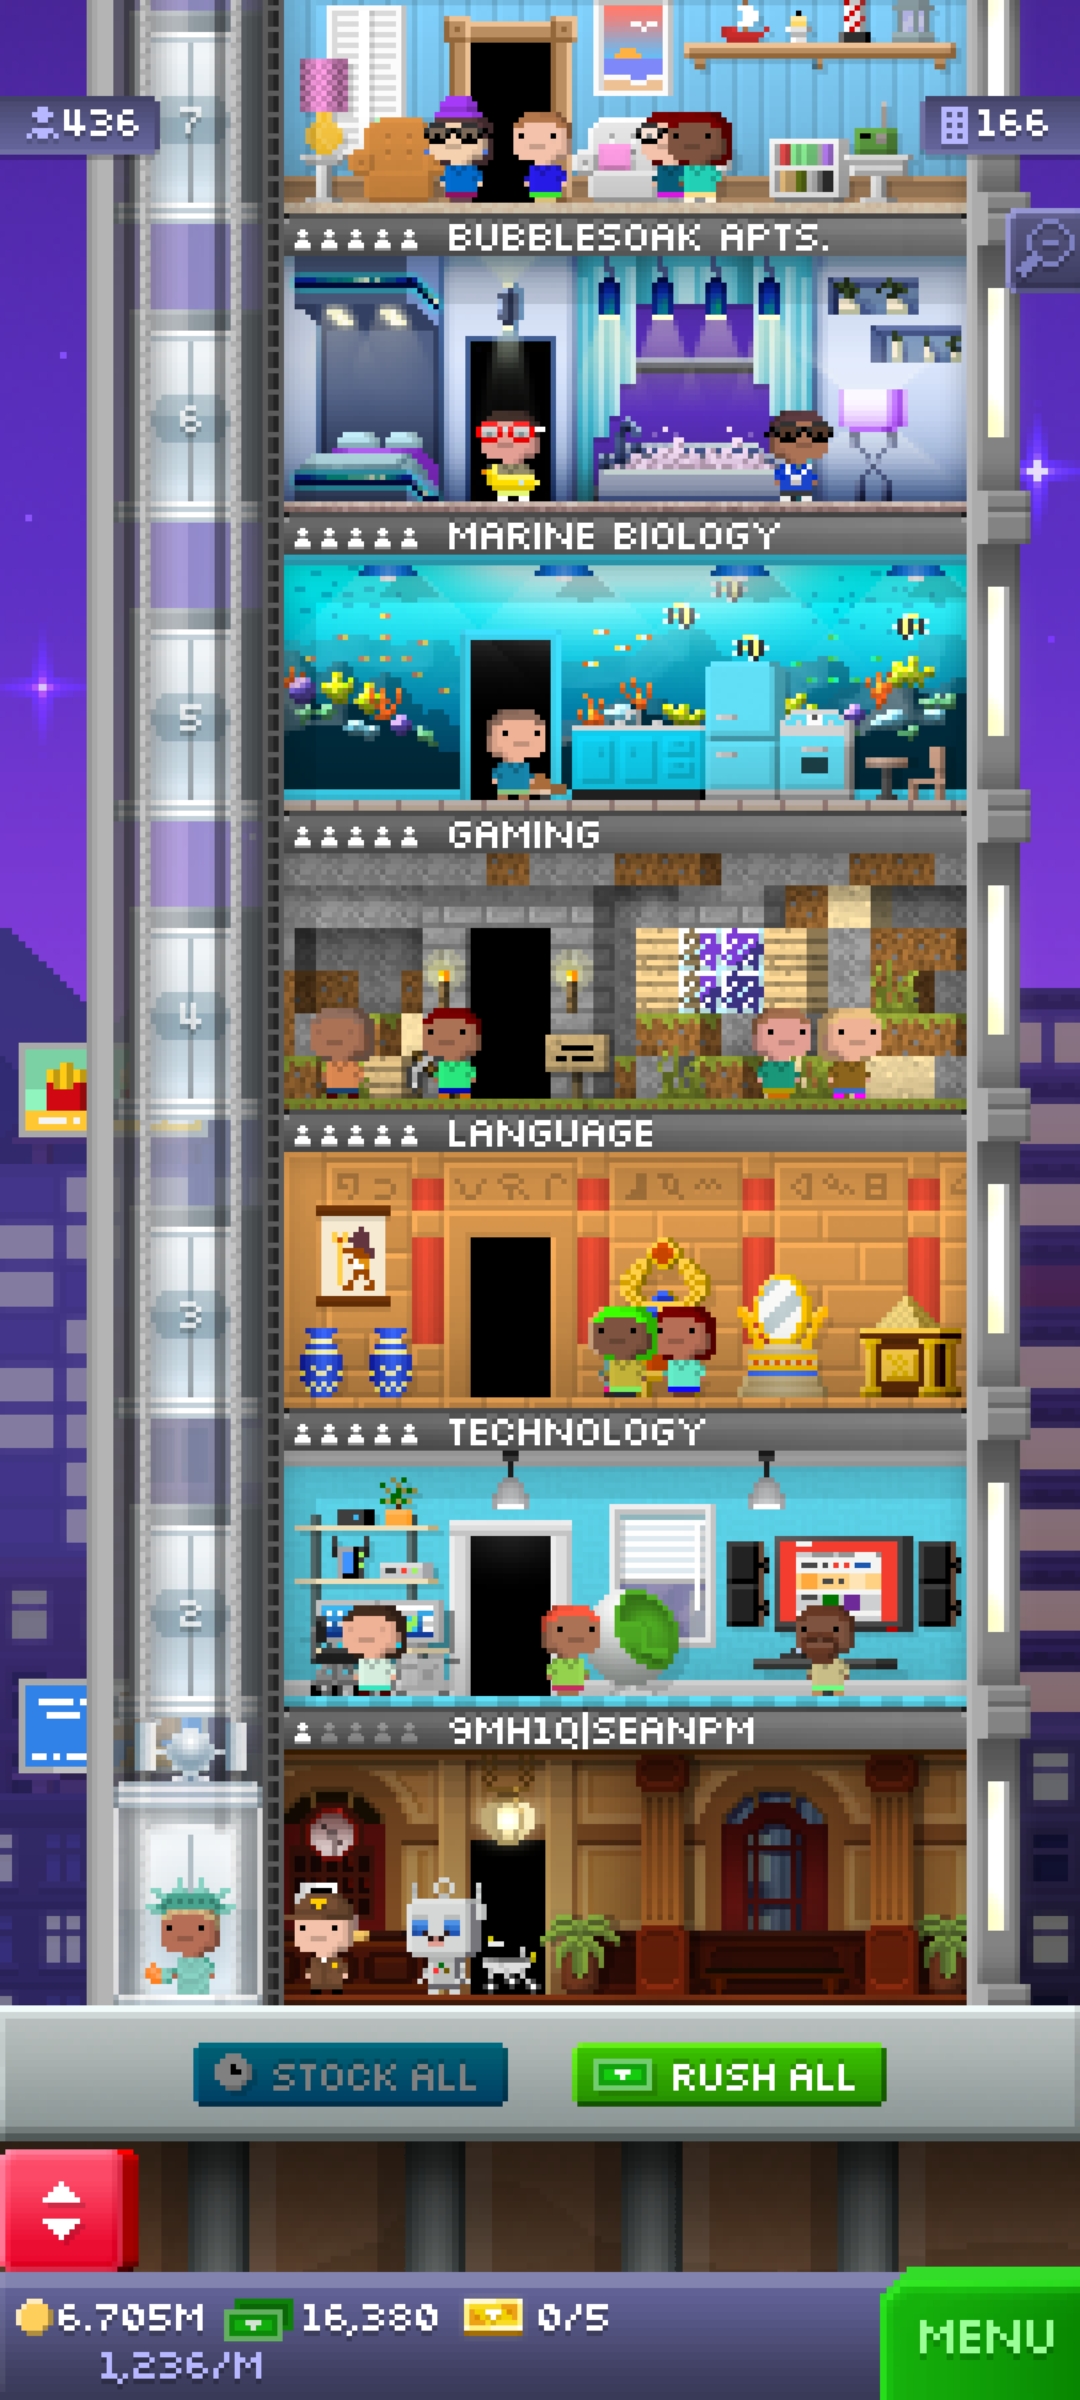 436
7
166
BUBBLESOAK APTS.
6
MARINE BIOLOGY
5
GAMING
4
LANGUAGE
3
TECHNOLOGY
2
9MH1Q|SEANPM
1
STOCK ALL
RUSH ALL
6.705M
16,380
0/5
MENU
1,236/M